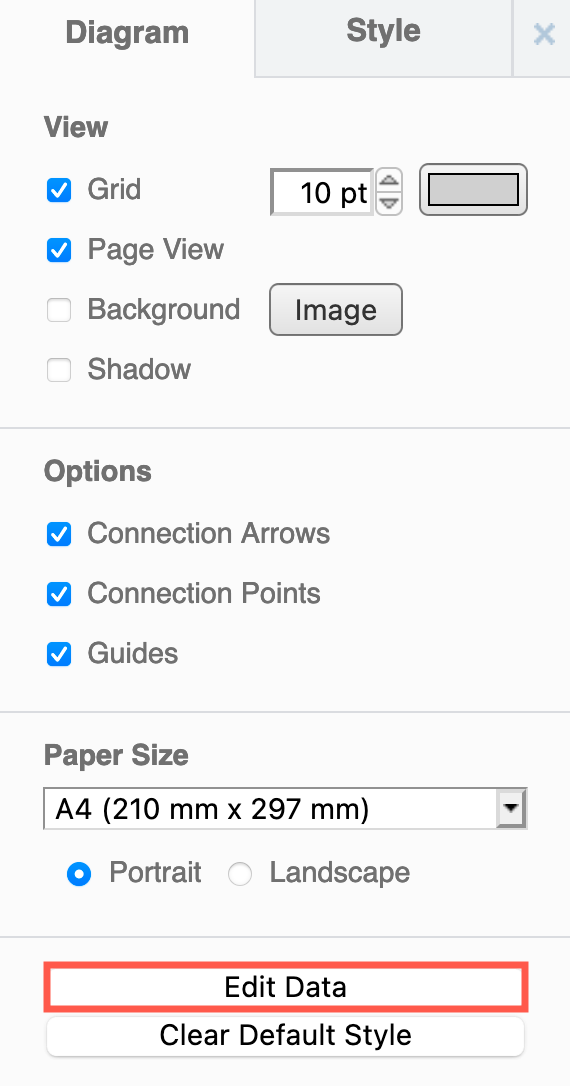 Diagram Style ×
View
Grid 10 pt
Page View
Background Image
Shadow
Options
Connection Arrows
Connection Points
Guides
Paper Size
A4 (210 mm x 297 mm)
Portrait Landscape
Edit Data
Clear Default Style